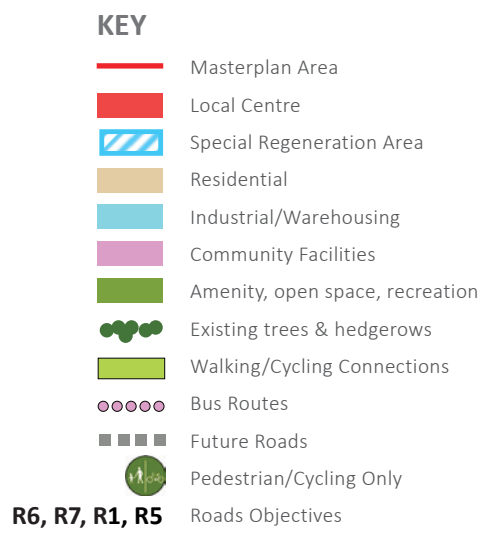 KEY
Masterplan Area
Local Centre
Special Regeneration Area
Residential
Industrial/Warehousing
Community Facilities
Amenity, open space, recreation
Existing trees & hedgerows
Walking/Cycling Connections
Bus Routes
Future Roads
Pedestrian/Cycling Only
R6, R7, R1, R5 Roads Objectives